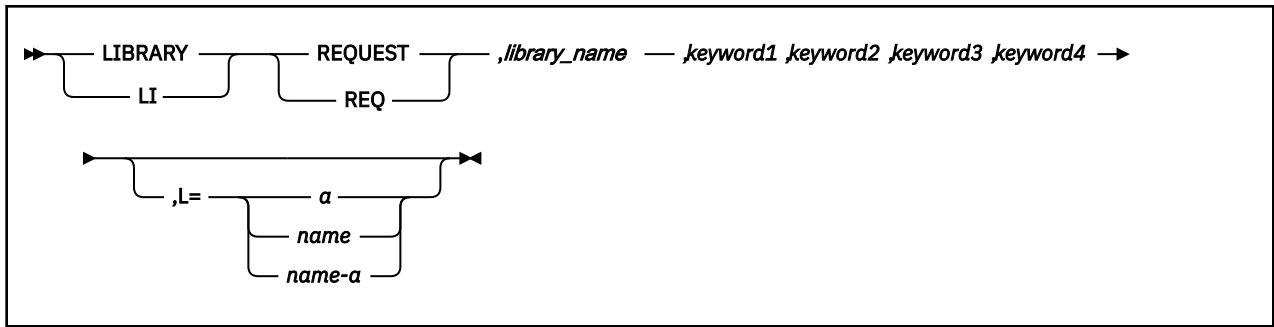 LIBRARY REQUEST ,library_name ,keyword1 ,keyword2 ,keyword3 ,keyword4
LI REQ
,L= a
name
name-a